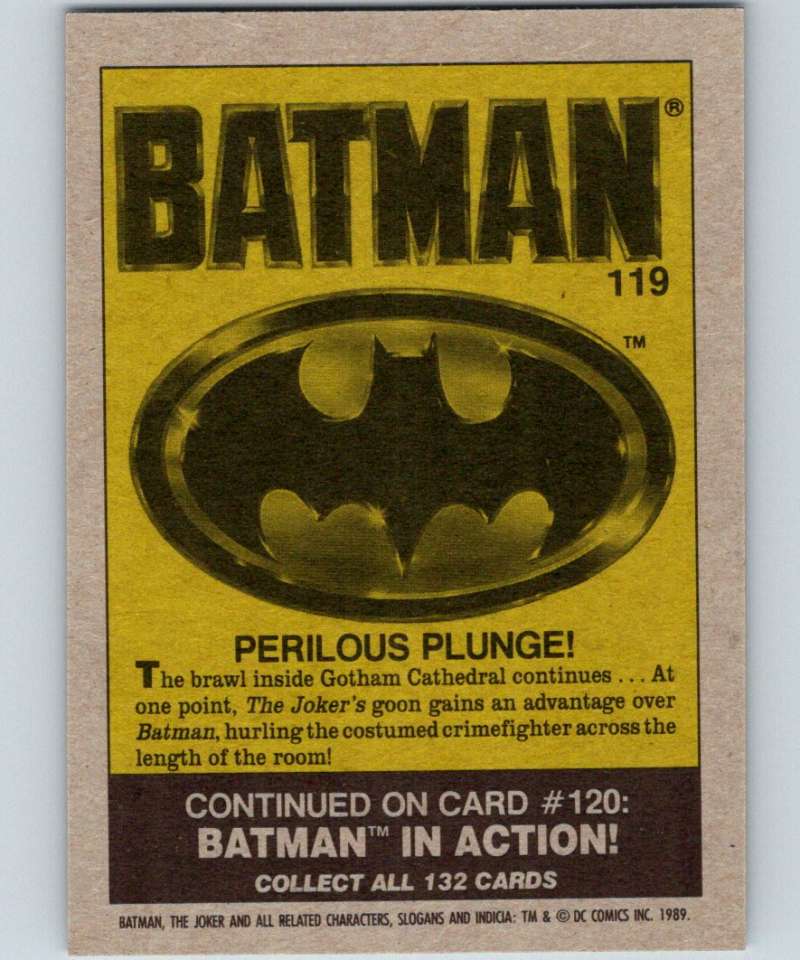 BATMAN®
119
TM
PERILOUS PLUNGE!
The brawl inside Gotham Cathedral continues . . . At
one point, The Joker's goon gains an advantage over
Batman, hurling the costumed crimefighter across the
length of the room!
CONTINUED ON CARD #120:
BATMAN™ IN ACTION!
COLLECT ALL 132 CARDS
BATMAN, THE JOKER AND ALL RELATED CHARACTERS, SLOGANS AND INDICIA: TM & © DC COMICS INC. 1989.